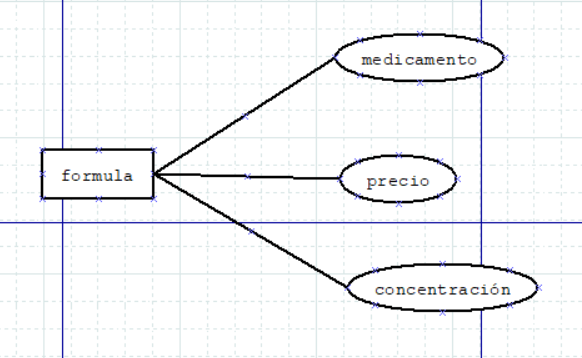 medicamento
formula
precio
concentración